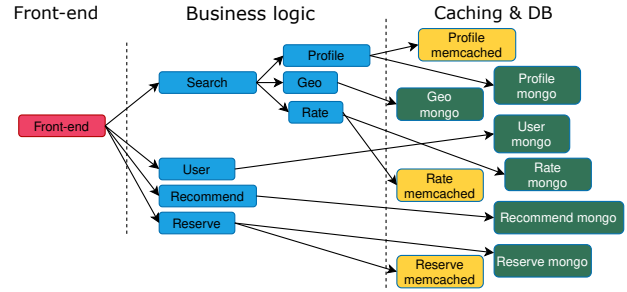 Front-end
Business logic
Caching & DB
Profile
memcached
Profile
Profile
mongo
Search
Geo
Geo
mongo
Rate
Front-end
User
mongo
User
Rate
mongo
Rate
memcached
Recommend
Recommend mongo
Reserve
Reserve mongo
Reserve
memcached